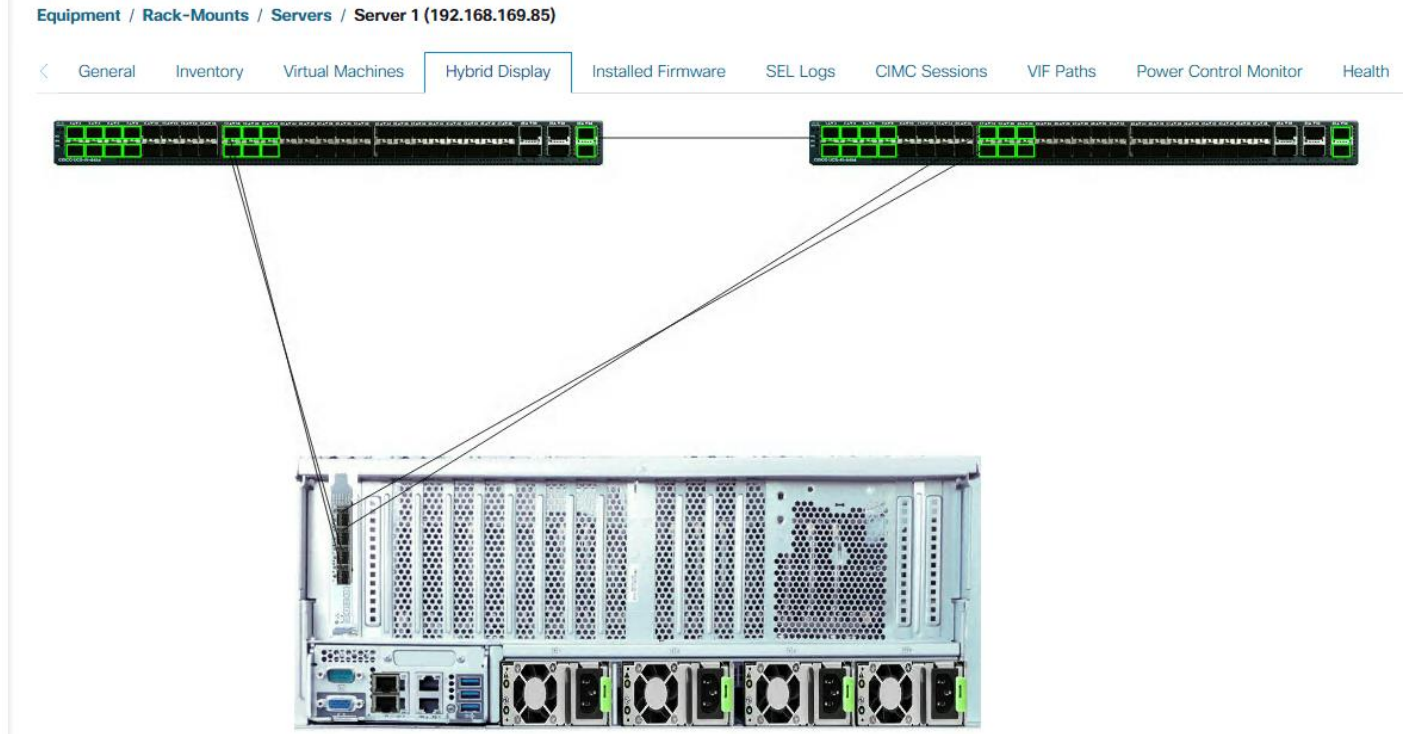 Equipment / Rack-Mounts / Servers / Server 1 (192.168.169.85)
General Inventory Virtual Machines Hybrid Display Installed Firmware SEL Logs CIMC Sessions VIF Paths Power Control Monitor Health